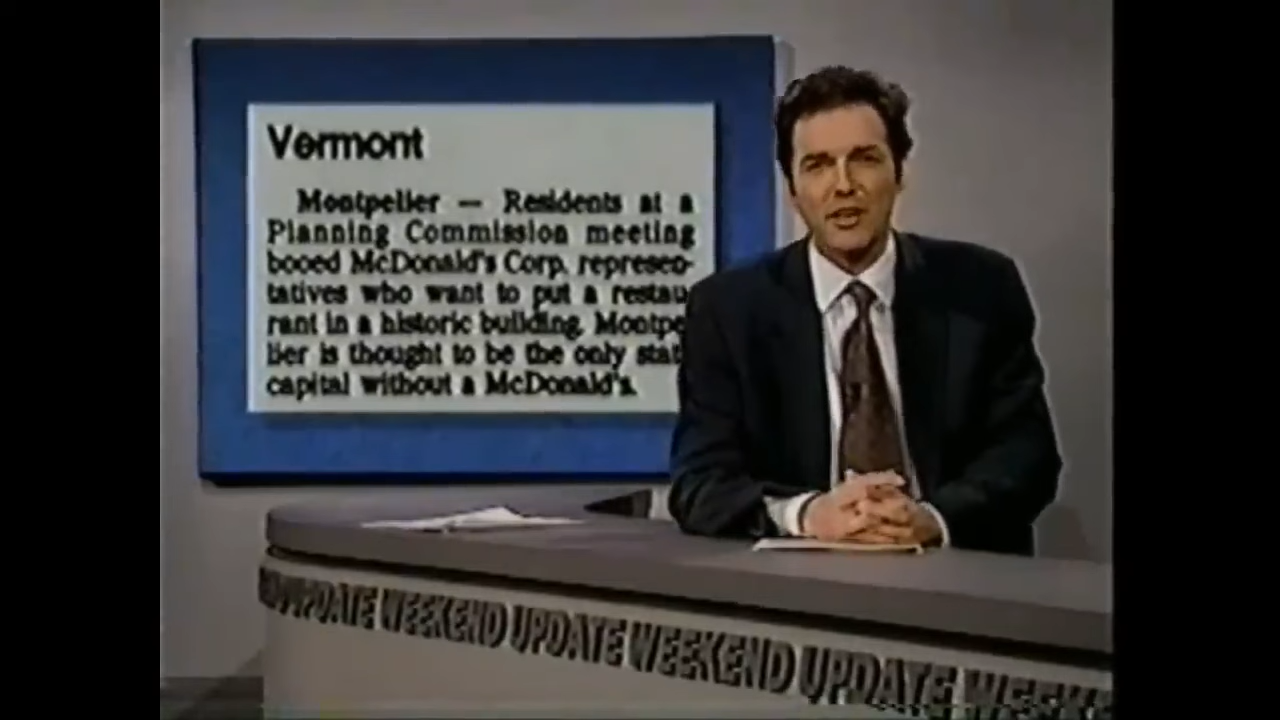 Vermont
Montpelier — Residents at a
Planning Commission meeting
booed McDonald's Corp. represen-
tatives who want to put a restau
rant in a historic building. Montpe
lier is thought to be the only stat
capital without a McDonald's.
UPDATE WEEKEND UPDATE WEEKEND UPDATE WEEK